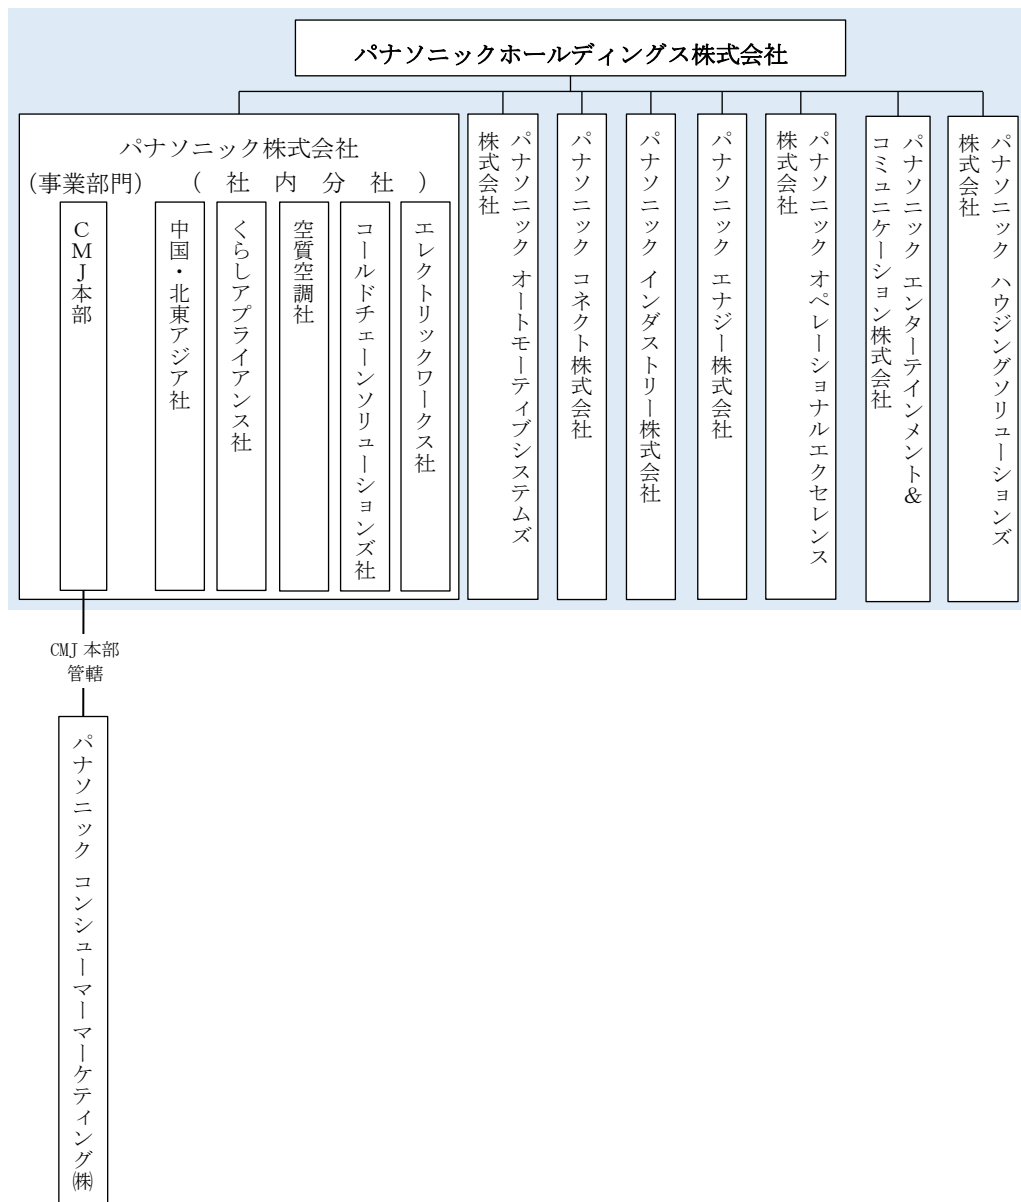 パナソニックホールディングス株式会社
パナソニック株式会社
（事業部門）
（社内分社）
CMJ本部
中国・北東アジア社
くらしアプライアンス社
空質空調社
コールドチェーンソリューションズ社
エレクトリックワークス社
パナソニック オートモーティブシステムズ
株式会社
パナソニック コネクト株式会社
パナソニック インダストリー株式会社
パナソニック エナジー株式会社
パナソニック オペレーショナルエクセレンス
株式会社
パナソニック エンターテインメント&
コミュニケーション株式会社
パナソニック ハウジングソリューションズ
株式会社
CMJ 本部
管轄
パナソニック コンシューマーマーケティング㈱